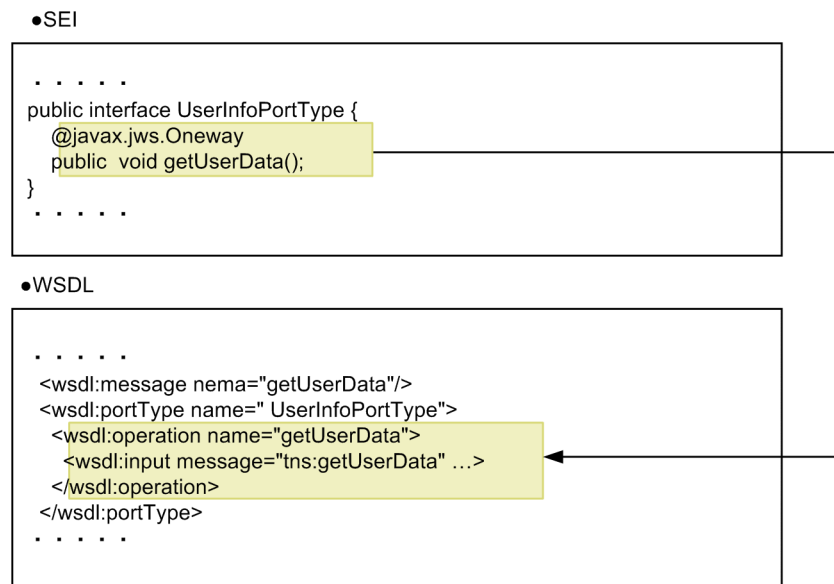 ●SEI
. . . . .
public interface UserInfoPortType {
@javax.jws.Oneway
public  void getUserData();
}
. . . . .
●WSDL
. . . . .
<wsdl:message nema="getUserData"/>
<wsdl:portType name=" UserInfoPortType">
<wsdl:operation name="getUserData">
<wsdl:input message="tns:getUserData" …>
</wsdl:operation>
</wsdl:portType>
. . . . .